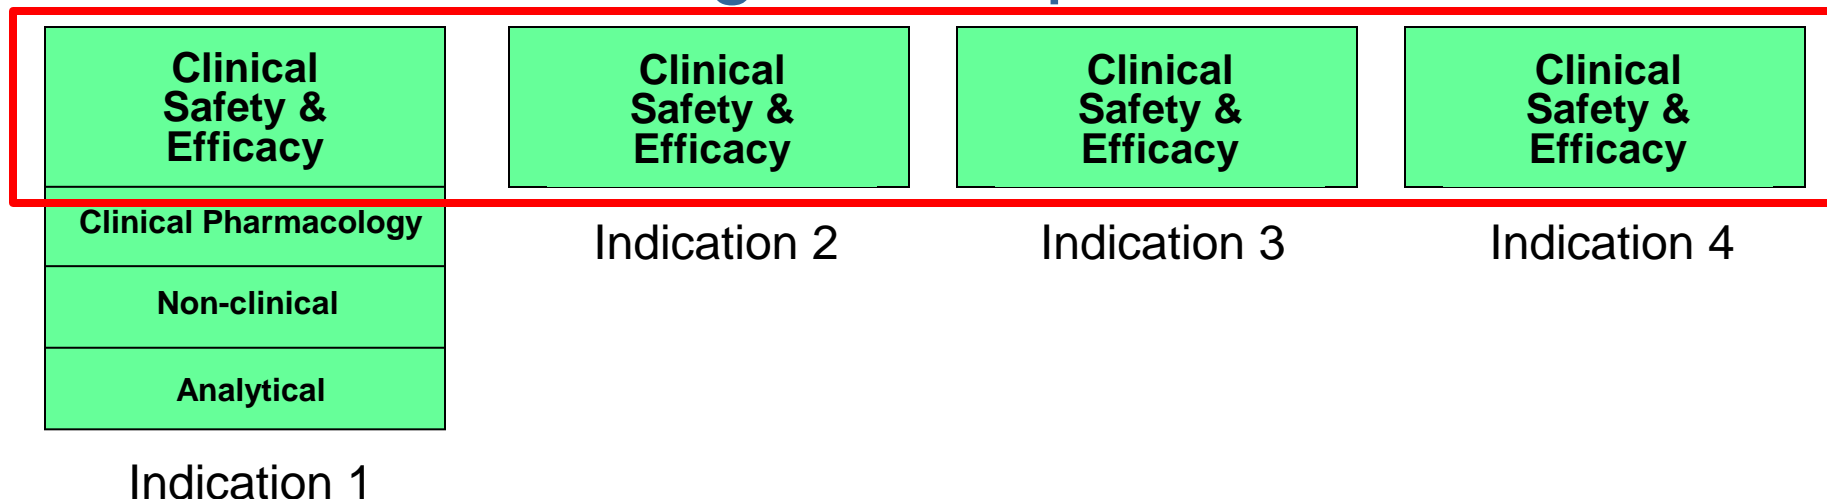 Clinical
Safety &
Efficacy
Clinical Pharmacology
Non-clinical
Analytical
Indication 1
Clinical
Safety &
Efficacy
Indication 2
Clinical
Safety &
Efficacy
Indication 3
Clinical
Safety &
Efficacy
Indication 4